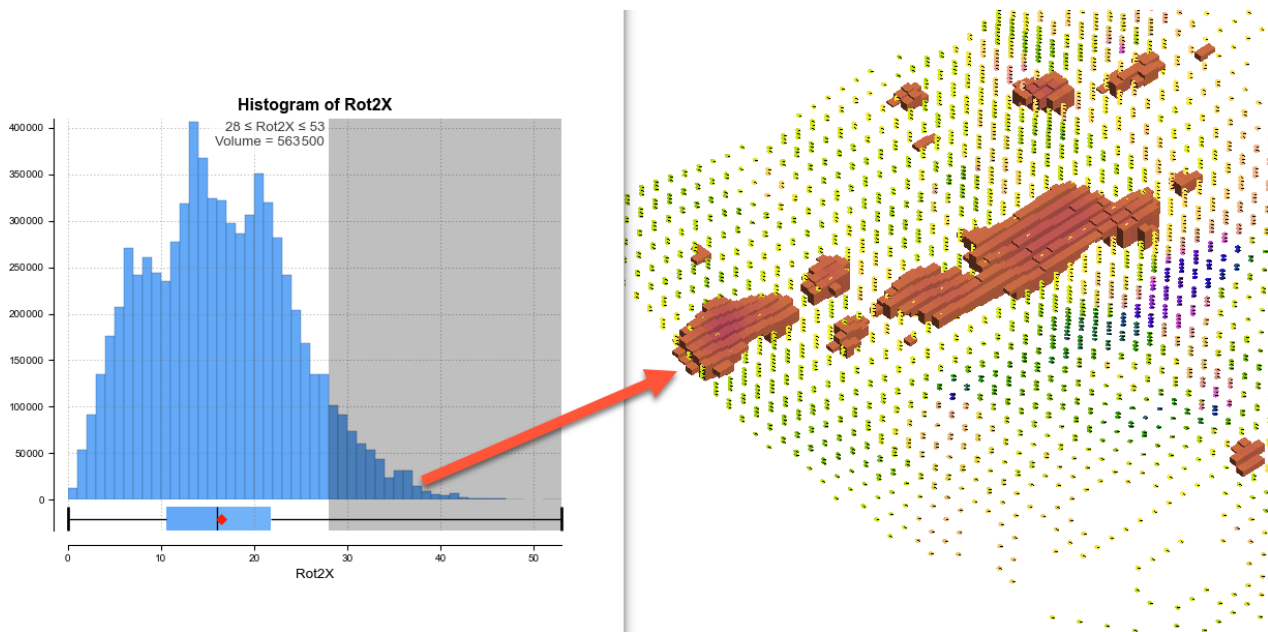 Histogram of Rot2X
28 ≤ Rot2X ≤ 53
Volume = 563500
400000
350000
300000
250000
200000
150000
100000
50000
0
0 10 20 30 40 50
Rot2X